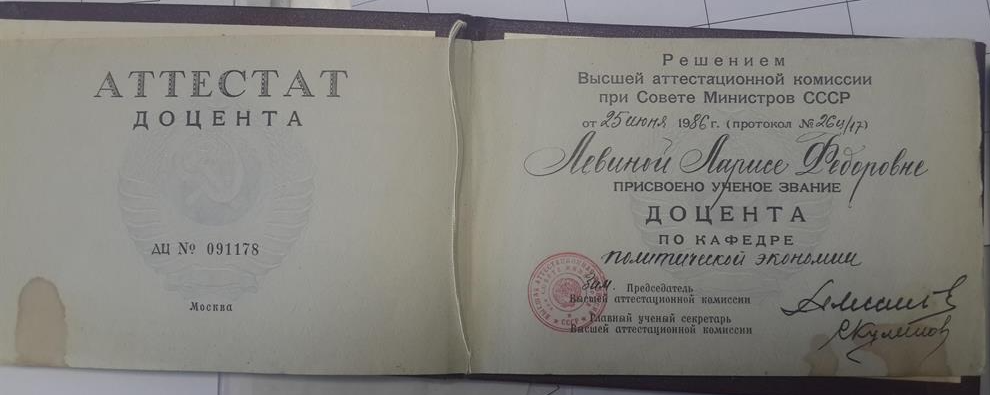 АТТЕСТАТ
ДОЦЕНТА
ДЦ № 091178
Москва
Решением
Высшей аттестационной комиссии
при Совете Министров СССР
от 25 июня 1986 г. (протокол № 26ц/17)
Левиной Ларисе Федоровне
ПРИСВОЕНО УЧЕНОЕ ЗВАНИЕ
ДОЦЕНТА
ПО КАФЕДРЕ
политической экономии
Зам. Председатель
Высшей аттестационной комиссии
Главный ученый секретарь
Высшей аттестационной комиссии
СССР